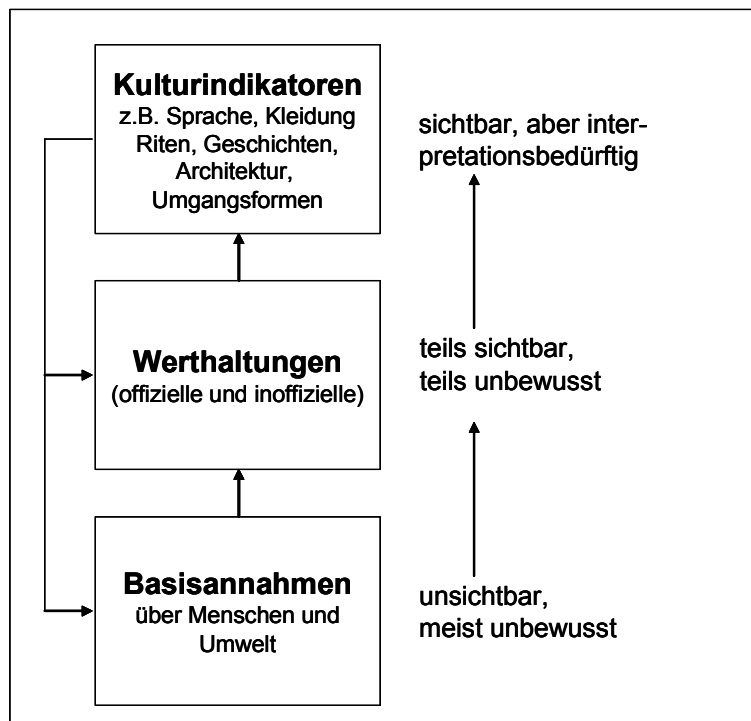 Kulturindikatoren
z.B. Sprache, Kleidung
Riten, Geschichten,
Architektur,
Umgangsformen
sichtbar, aber inter-
pretationsbedürftig
Werthaltungen
(offizielle und inoffizielle)
teils sichtbar,
teils unbewusst
Basisannahmen
über Menschen und
Umwelt
unsichtbar,
meist unbewusst